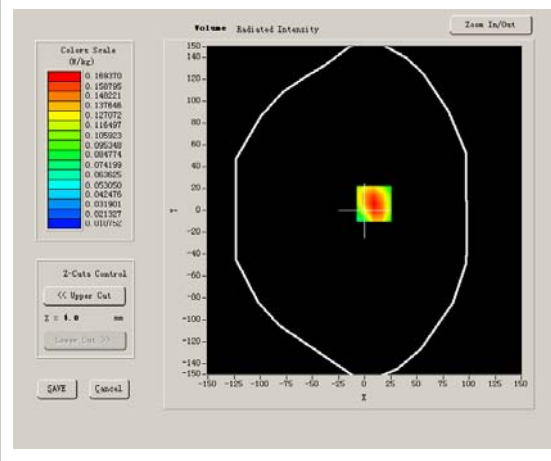 Volume Radiated Intensity
Zoom In/Out
Colors Scale
(W/kg)
0.169370
0.158795
0.148221
0.137646
0.127072
0.116497
0.105923
0.095348
0.084774
0.074199
0.063625
0.053050
0.042476
0.031901
0.021327
0.010752
Z-Cuts Control
<< Upper Cut
Z = 4.0 mm
Lower Cut >>
SAVE Cancel
150
140
120
100
80
60
40
20
0
-20
-40
-60
-80
-100
-120
-140
-150
Y
-150 -125 -100 -75 -50 -25 0 25 50 75 100 125 150
X